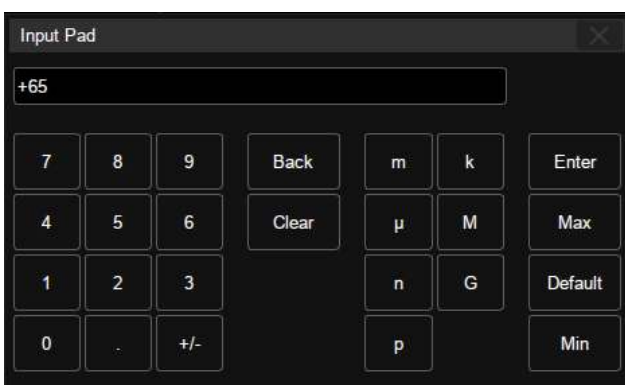 Input Pad
+65
7 8 9 Back m k Enter
4 5 6 Clear µ M Max
1 2 3 n G Default
0 . +/- p Min